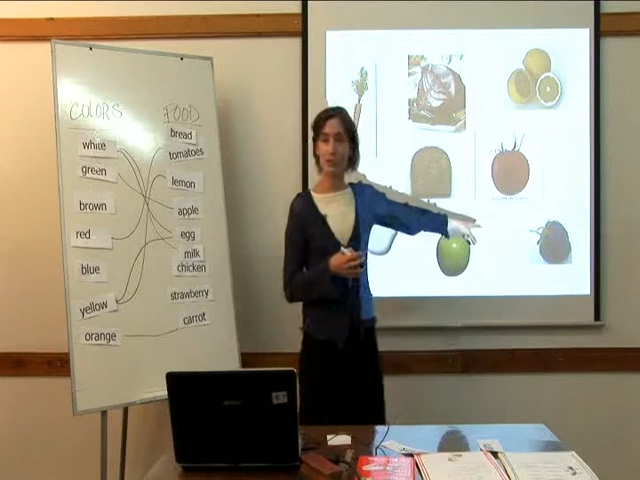 COLORS
white
green
brown
red
blue
yellow
orange
FOOD
bread
tomatoes
lemon
apple
egg
milk
chicken
strawberry
carrot